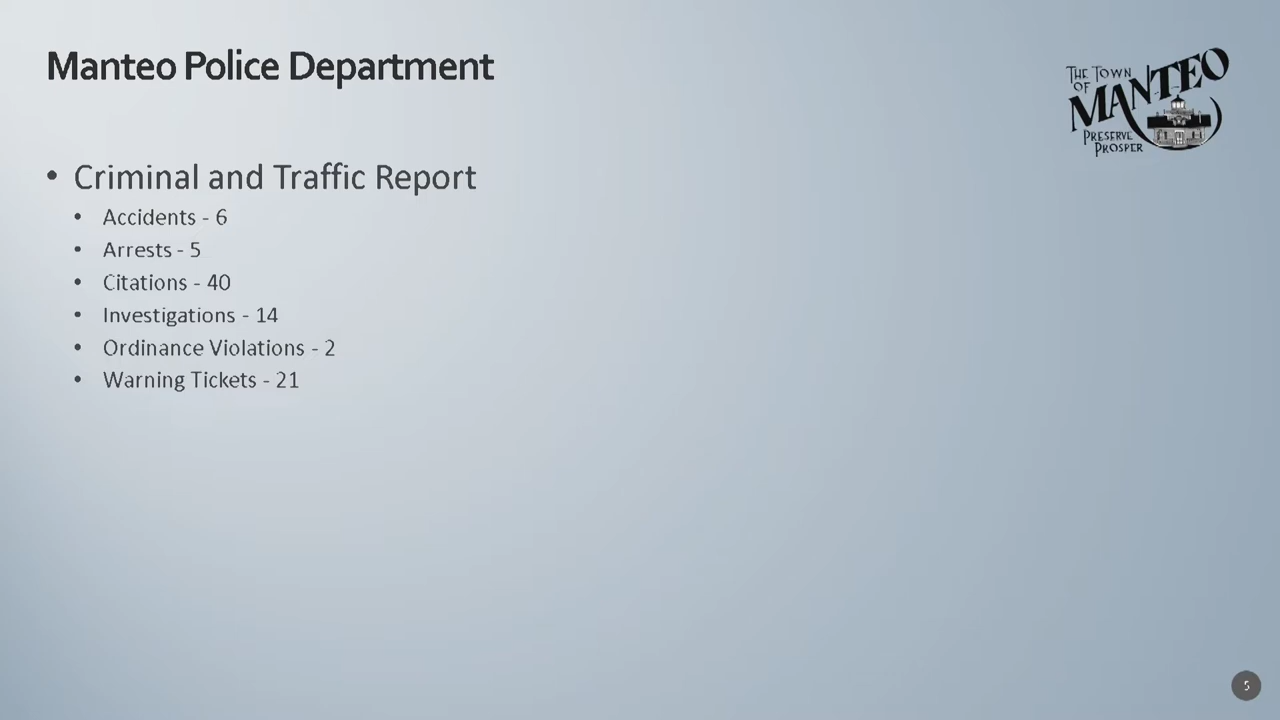 Manteo Police Department
THE TOWN
OF
MANTEO
PRESERVE
PROSPER
• Criminal and Traffic Report
• Accidents - 6
• Arrests - 5
• Citations - 40
• Investigations - 14
• Ordinance Violations - 2
• Warning Tickets - 21
5